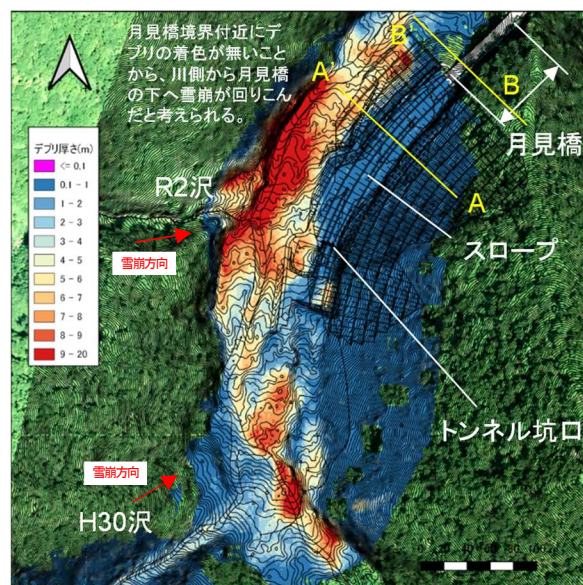 月見橋境界付近にデ
ブリの着色が無いこと
から、川側から月見橋
の下へ雪崩が回りこん
だと考えられる。
B'
A'
B
月見橋
デブリ厚さ(m)
<= 0.1
0.1 - 1
1 - 2
2 - 3
3 - 4
4 - 5
5 - 6
6 - 7
7 - 8
8 - 9
9 - 20
R2沢
雪崩方向
A
スロープ
トンネル坑口
雪崩方向
H30沢
0 20 40 60 80